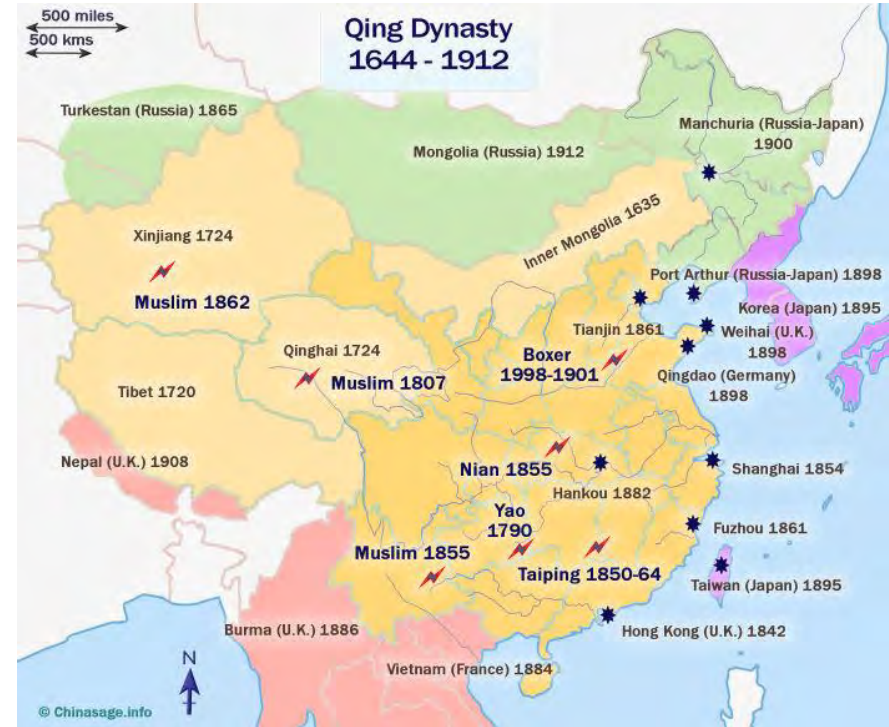 500 miles
500 kms
Qing Dynasty
1644 - 1912
Turkestan (Russia) 1865
Mongolia (Russia) 1912
Manchuria (Russia-Japan)
1900
Inner Mongolia 1635
Xinjiang 1724
Muslim 1862
Port Arthur (Russia-Japan) 1898
Korea (Japan) 1895
Tianjin 1861
Weihai (U.K.)
1898
Qinghai 1724
Muslim 1807
Boxer
1998-1901
Qingdao (Germany)
1898
Tibet 1720
Nepal (U.K.) 1908
Nian 1855
Hankou 1882
Shanghai 1854
Yao
1790
Fuzhou 1861
Muslim 1855
Taiping 1850-64
Taiwan (Japan) 1895
Burma (U.K.) 1886
Hong Kong (U.K.) 1842
N
Vietnam (France) 1884
© Chinasage.info